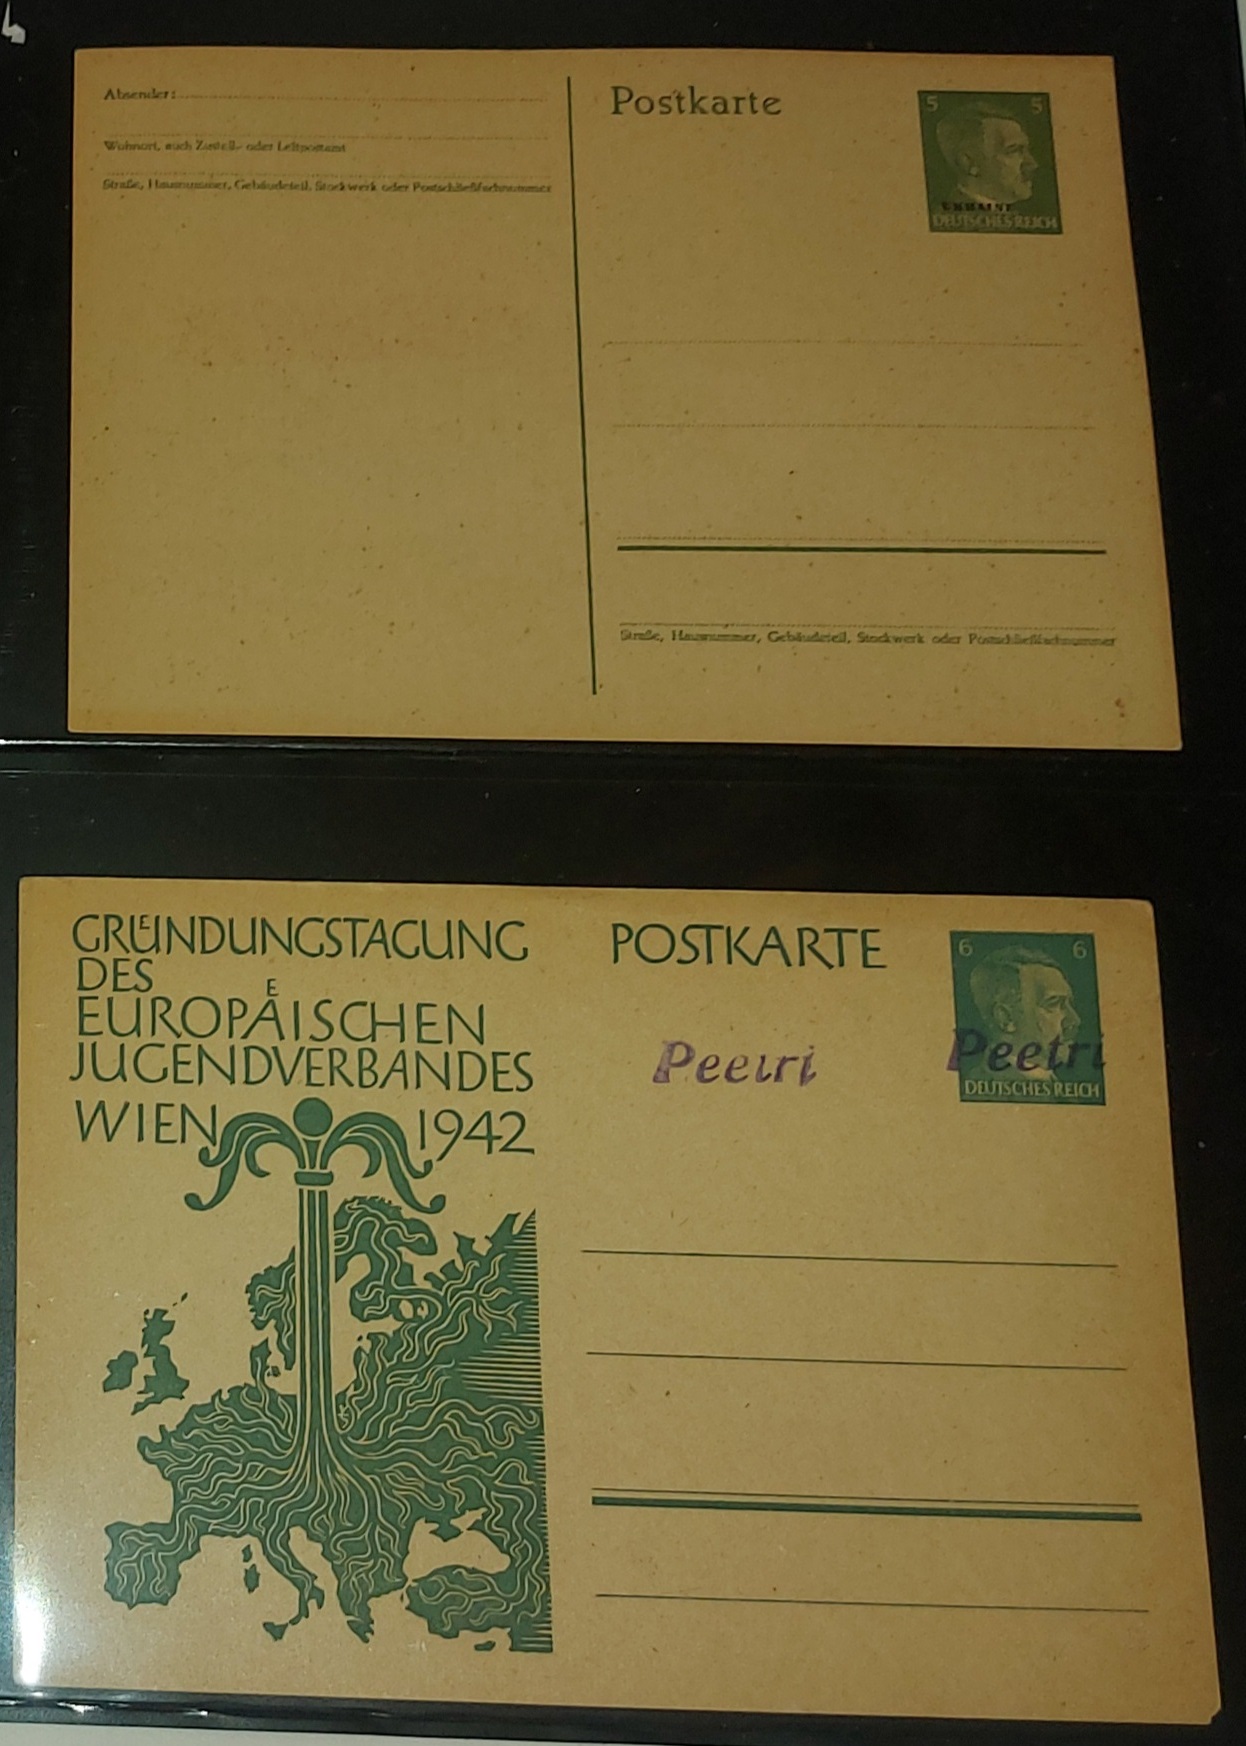 Absender:
Wohnort, auch Zustell- oder Leitpostamt
Straße, Hausnummer, Gebäudeteil, Stockwerk oder Postschließfachnummer
Postkarte
5 5
UKRAINE
DEUTSCHES REICH
Straße, Hausnummer, Gebäudeteil, Stockwerk oder Postschließfachnummer
GRÜNDUNGSTAGUNG
DES
EUROPÄISCHEN
JUGENDVERBANDES
WIEN 1942
POSTKARTE
6 6
Peetri
Peetri
DEUTSCHES REICH